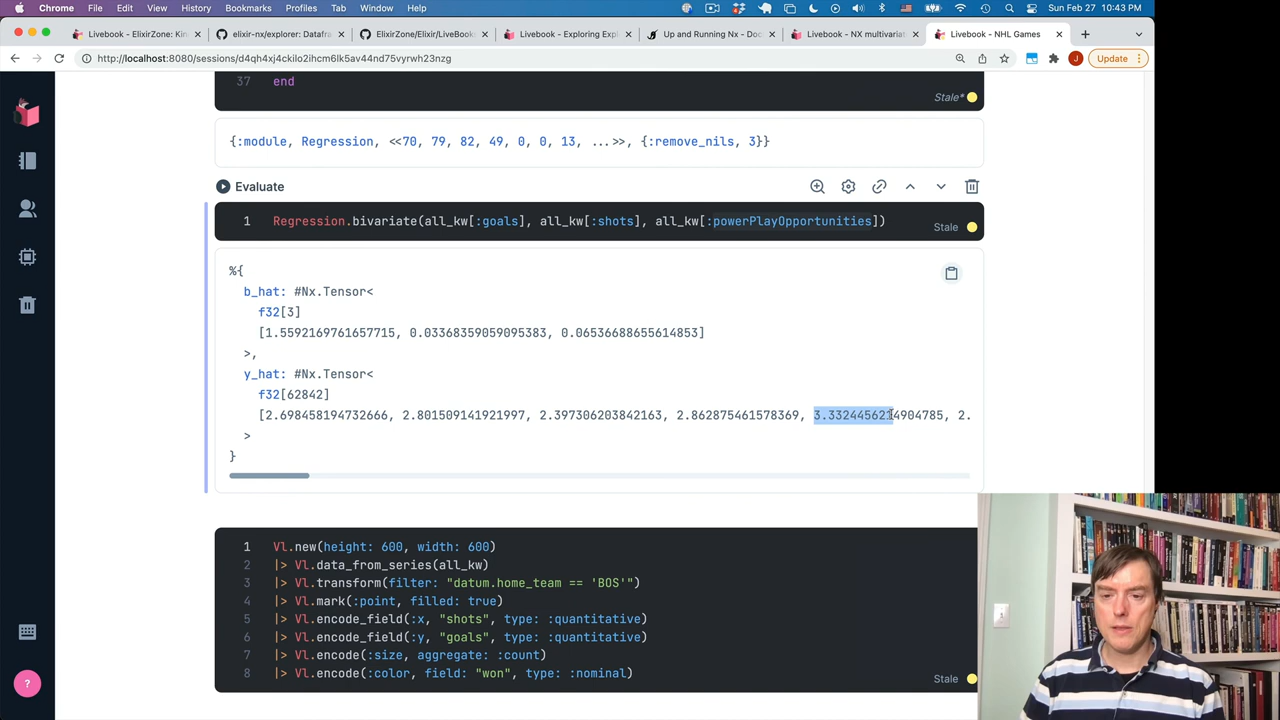 Chrome File Edit View History Bookmarks Profiles Tab Window Help Sun Feb 27 10:43 PM
Livebook - ElixirZone: Kin
elixir-nx/explorer: Datafra
ElixirZone/Elixir/LiveBook
Livebook - Exploring Expl
Up and Running Nx - Doc
Livebook - NX multivariat
Livebook - NHL Games
http://localhost:8080/sessions/d4qh4xj4ckilo2ihcm6lk5av44nd75vyrwh23izg
J Update
37 end
Stale*
{:module, Regression, <<70, 79, 82, 49, 0, 0, 13, ...>>, {:remove_nils, 3}}
Evaluate
1 Regression.bivariate(all_kw[:goals], all_kw[:shots], all_kw[:powerPlayOpportunities])
Stale
%{
b_hat: #Nx.Tensor<
f32[3]
[1.5592169761657715, 0.03368359059095383, 0.06536688655614853]
>,
y_hat: #Nx.Tensor<
f32[62842]
[2.698458194732666, 2.801509141921997, 2.397306203842163, 2.862875461578369, 3.3324456214904785, 2.
>
}
1 Vl.new(height: 600, width: 600)
2 |> Vl.data_from_series(all_kw)
3 |> Vl.transform(filter: "datum.home_team == 'BOS'")
4 |> Vl.mark(:point, filled: true)
5 |> Vl.encode_field(:x, "shots", type: :quantitative)
6 |> Vl.encode_field(:y, "goals", type: :quantitative)
7 |> Vl.encode(:size, aggregate: :count)
8 |> Vl.encode(:color, field: "won", type: :nominal)
Stale
?